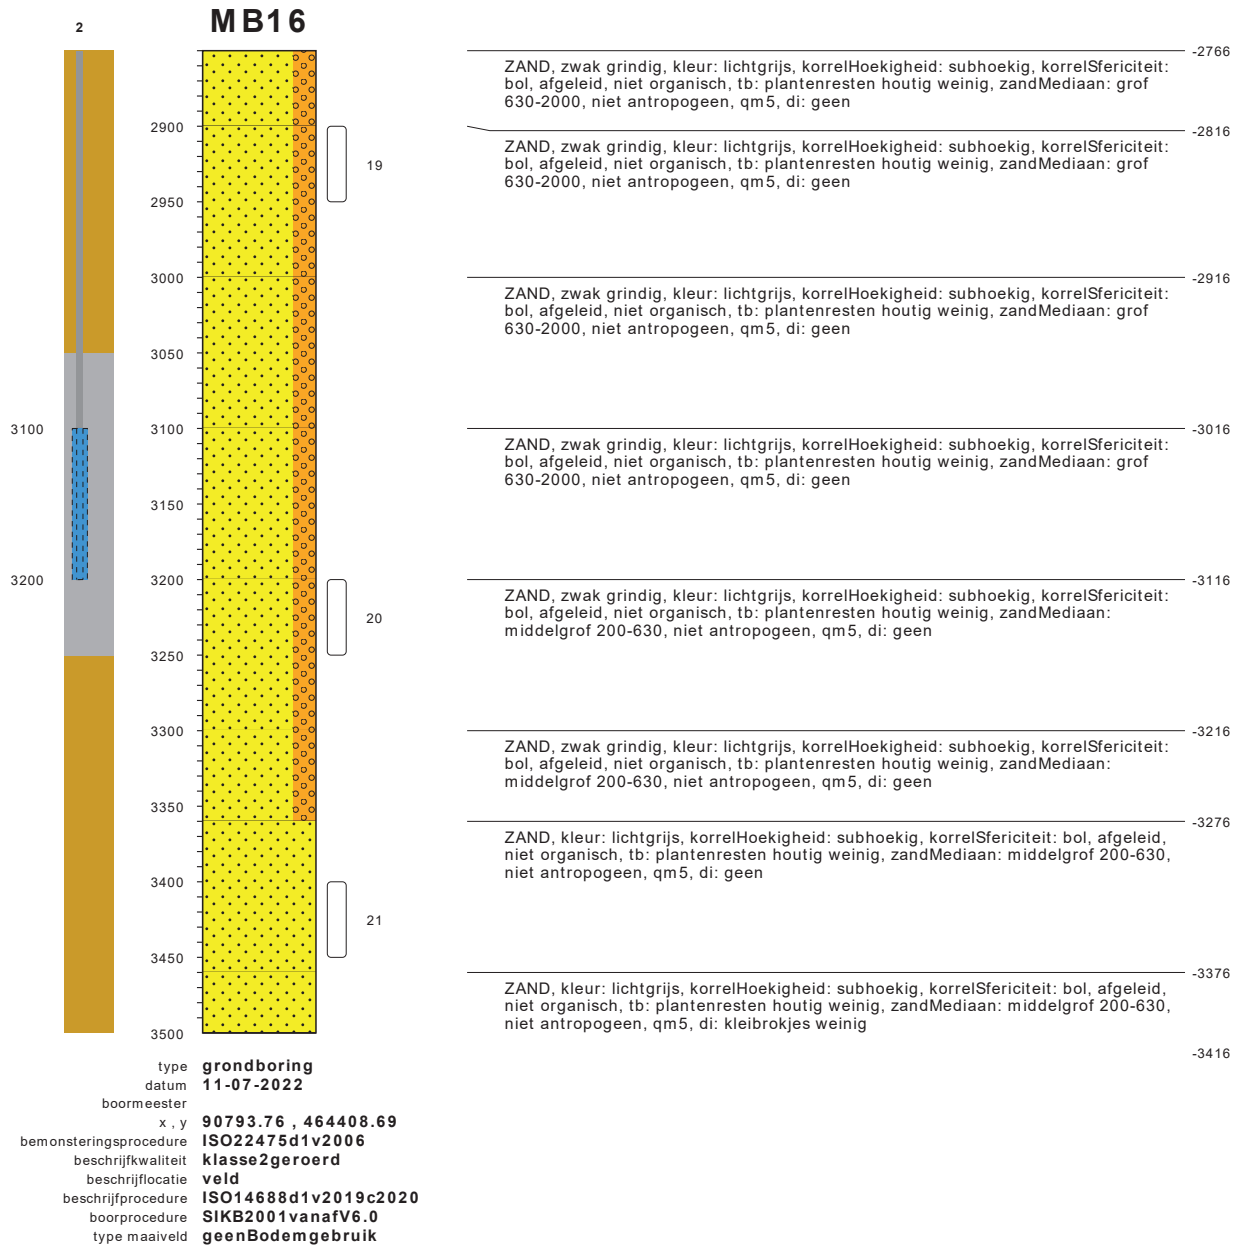 2
MB16
-2766
ZAND, zwak grindig, kleur: lichtgrijs, korrelHoekigheid: subhoekig, korrelSfericiteit:
bol, afgeleid, niet organisch, tb: plantenresten houtig weinig, zandMediaan: grof
630-2000, niet antropogeen, qm5, di: geen
2900
-2816
ZAND, zwak grindig, kleur: lichtgrijs, korrelHoekigheid: subhoekig, korrelSfericiteit:
bol, afgeleid, niet organisch, tb: plantenresten houtig weinig, zandMediaan: grof
630-2000, niet antropogeen, qm5, di: geen
19
2950
3000
-2916
ZAND, zwak grindig, kleur: lichtgrijs, korrelHoekigheid: subhoekig, korrelSfericiteit:
bol, afgeleid, niet organisch, tb: plantenresten houtig weinig, zandMediaan: grof
630-2000, niet antropogeen, qm5, di: geen
3050
3100
3100
-3016
ZAND, zwak grindig, kleur: lichtgrijs, korrelHoekigheid: subhoekig, korrelSfericiteit:
bol, afgeleid, niet organisch, tb: plantenresten houtig weinig, zandMediaan: grof
630-2000, niet antropogeen, qm5, di: geen
3150
3200
3200
-3116
ZAND, zwak grindig, kleur: lichtgrijs, korrelHoekigheid: subhoekig, korrelSfericiteit:
bol, afgeleid, niet organisch, tb: plantenresten houtig weinig, zandMediaan:
middelgrof 200-630, niet antropogeen, qm5, di: geen
20
3250
3300
-3216
ZAND, zwak grindig, kleur: lichtgrijs, korrelHoekigheid: subhoekig, korrelSfericiteit:
bol, afgeleid, niet organisch, tb: plantenresten houtig weinig, zandMediaan:
middelgrof 200-630, niet antropogeen, qm5, di: geen
3350
-3276
ZAND, kleur: lichtgrijs, korrelHoekigheid: subhoekig, korrelSfericiteit: bol, afgeleid,
niet organisch, tb: plantenresten houtig weinig, zandMediaan: middelgrof 200-630,
niet antropogeen, qm5, di: geen
3400
21
3450
-3376
ZAND, kleur: lichtgrijs, korrelHoekigheid: subhoekig, korrelSfericiteit: bol, afgeleid,
niet organisch, tb: plantenresten houtig weinig, zandMediaan: middelgrof 200-630,
niet antropogeen, qm5, di: kleibrokjes weinig
3500
-3416
type grondboring
datum 11-07-2022
boormeester
x , y 90793.76 , 464408.69
bemonsteringsprocedure ISO22475d1v2006
beschrijfkwaliteit klasse2geroerd
beschrijflocatie veld
beschrijfprocedure ISO14688d1v2019c2020
boorprocedure SIKB2001vanafV6.0
type maaiveld geenBodemgebruik